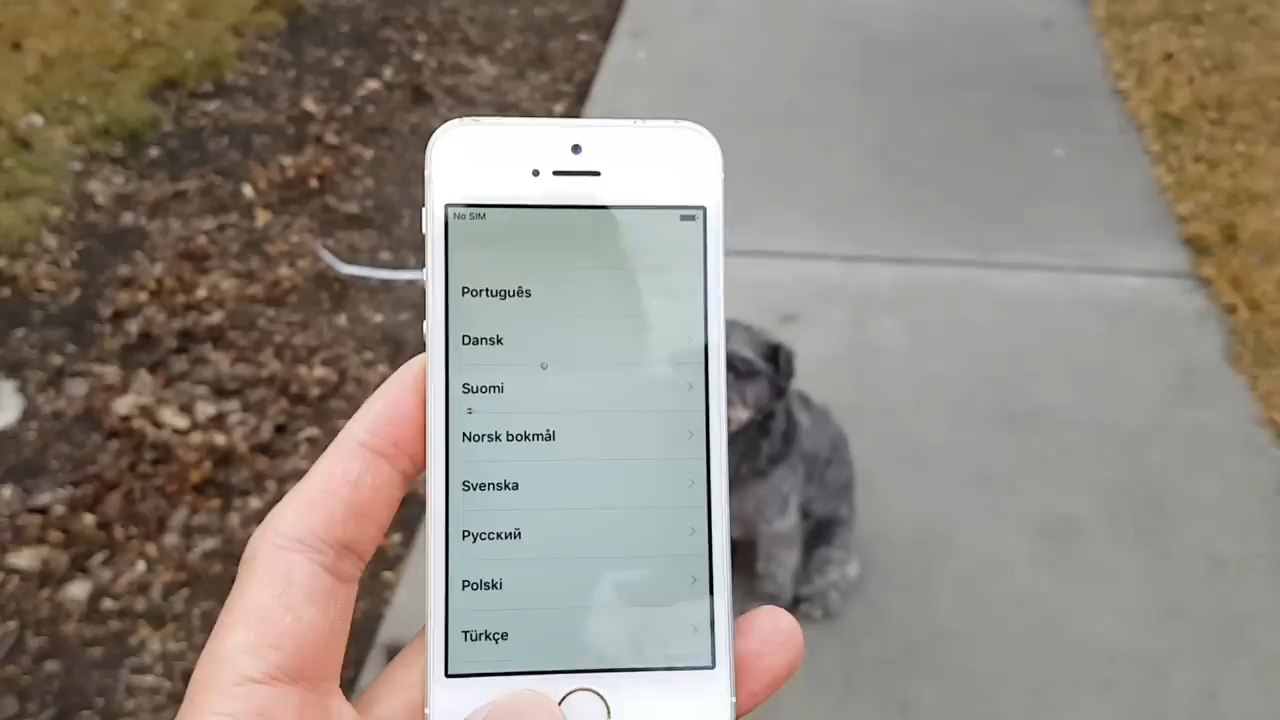 No SIM
Português
Dansk
Suomi
Norsk bokmål
Svenska
Русский
Polski
Türkçe